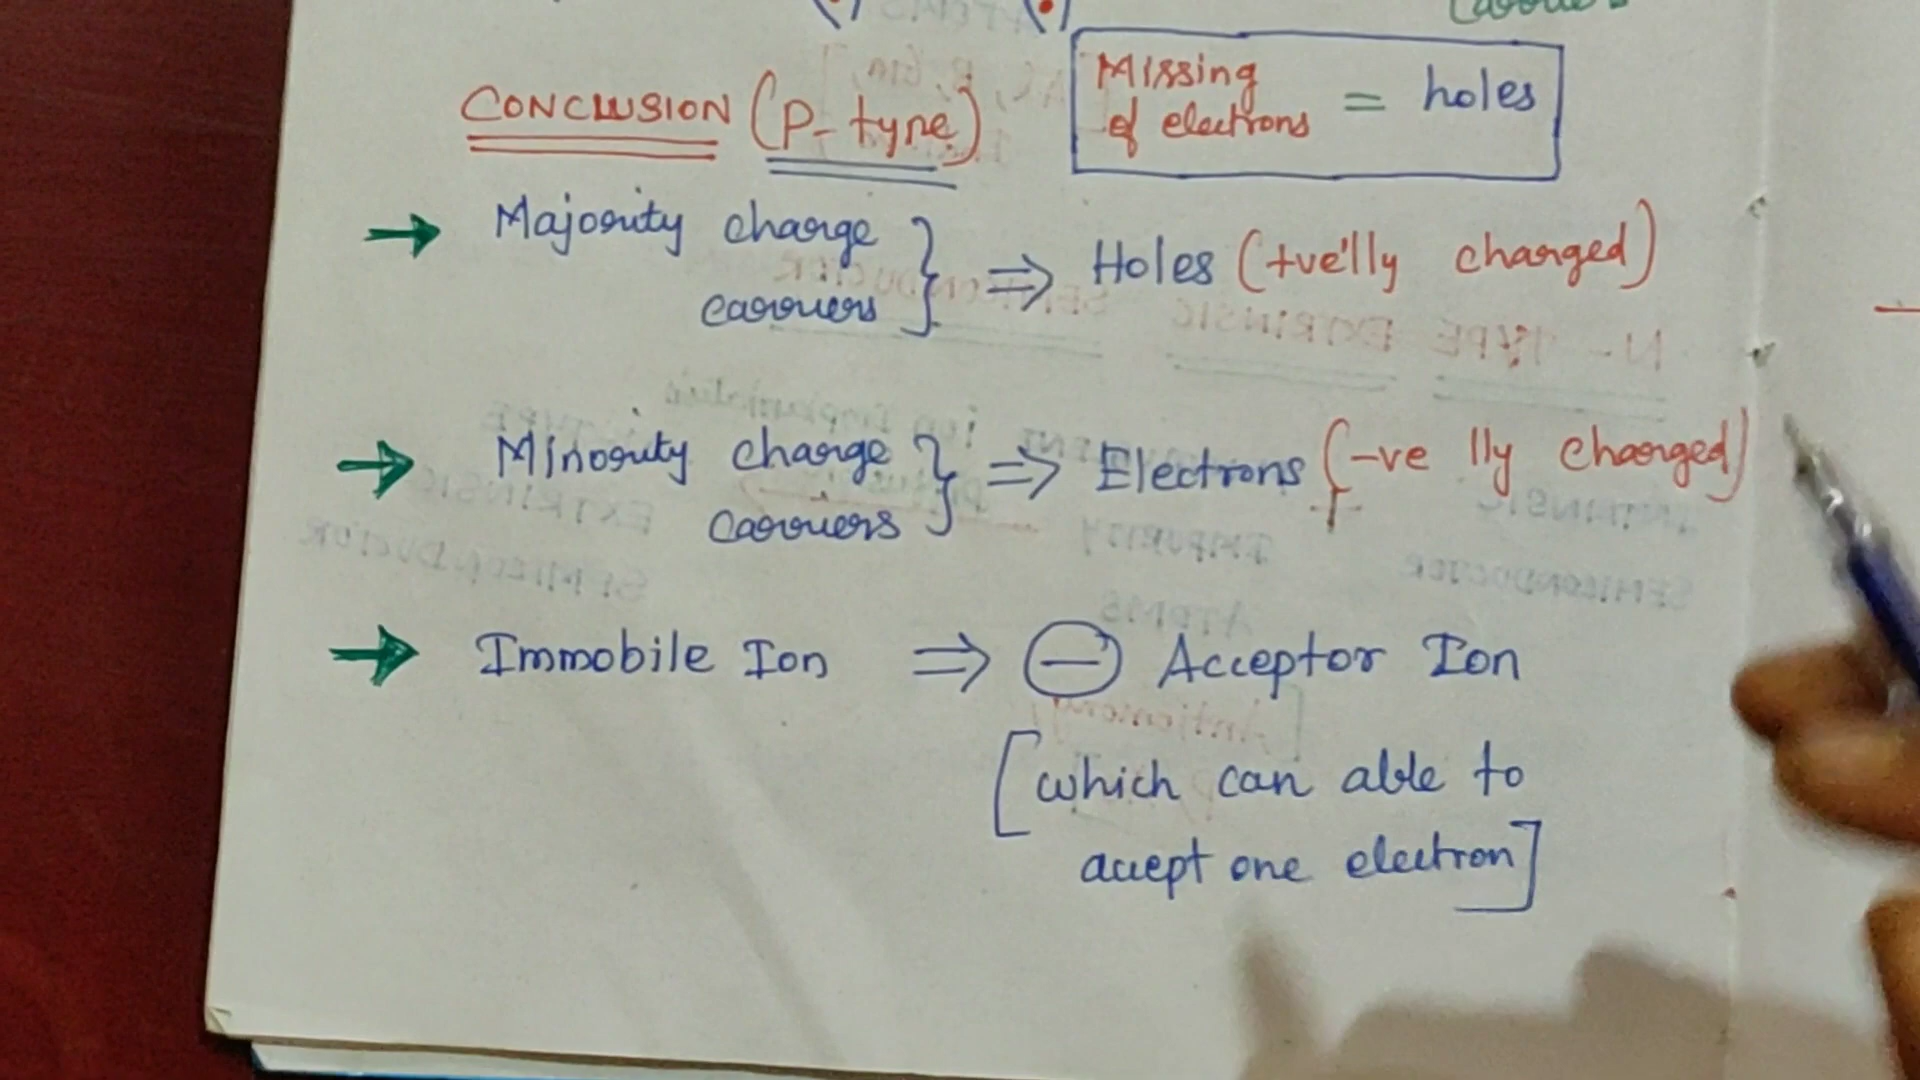 CONCLUSION (P-type)
Missing of electrons = holes
→ Majority charge carriers } ⇒ Holes (+ve'lly charged)
→ Minority charge carriers } ⇒ Electrons (-ve lly charged)
→ Immobile Ion ⇒ ⊖ Acceptor Ion
[which can able to
accept one electron]